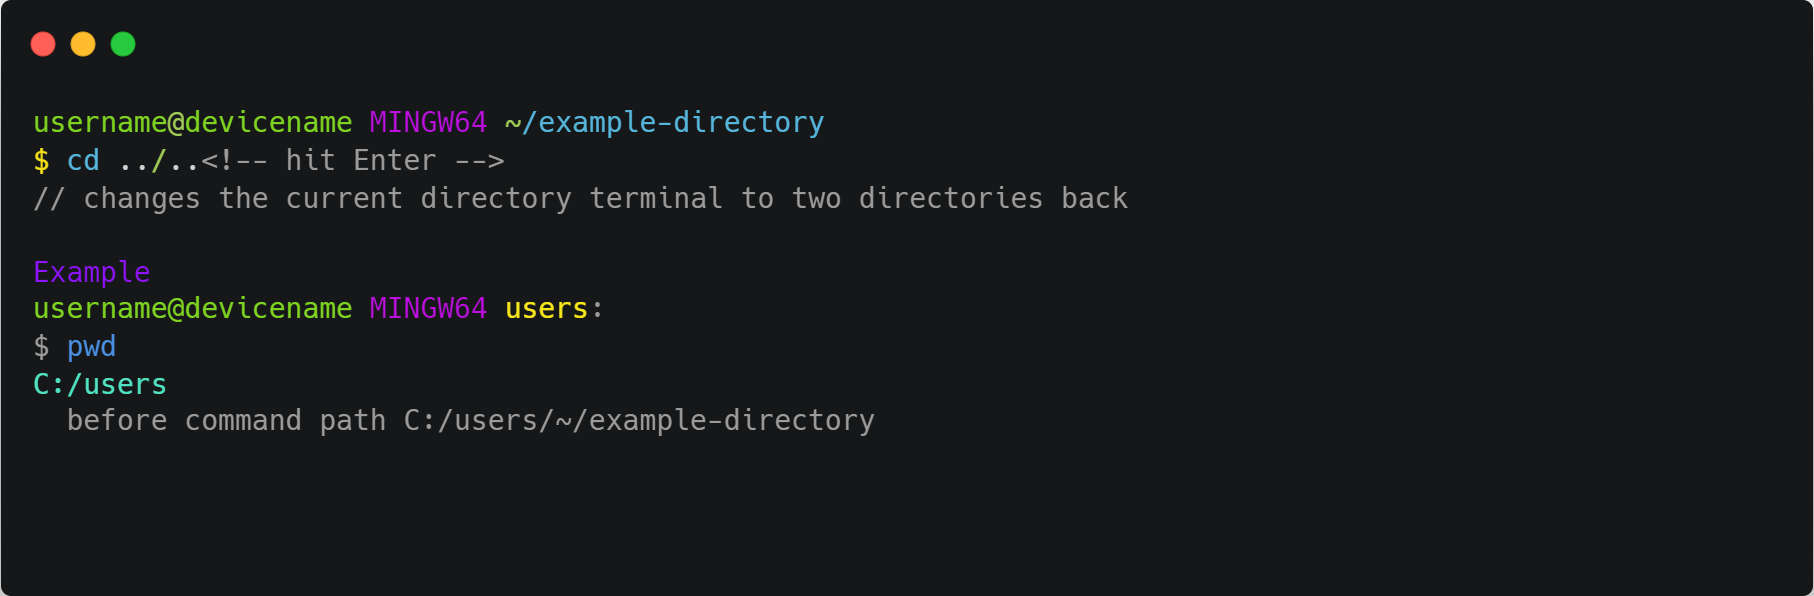 username@devicename MINGW64 ~/example-directory
$ cd ../..<!-- hit Enter -->
// changes the current directory terminal to two directories back
Example
username@devicename MINGW64 users:
$ pwd
C:/users
before command path C:/users/~/example-directory